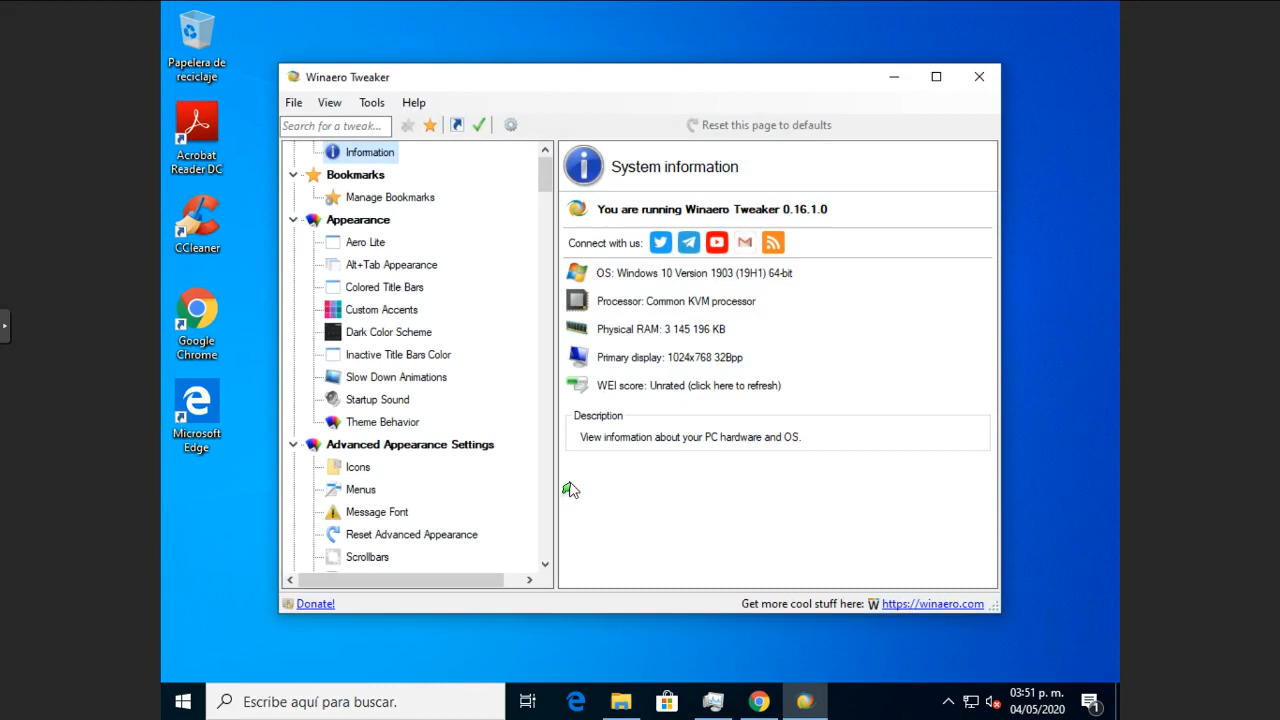 Papelera de
reciclaje
Acrobat
Reader DC
CCleaner
Google
Chrome
Microsoft
Edge
Winaero Tweaker
File View Tools Help
Search for a tweak...
Reset this page to defaults
Information
Bookmarks
Manage Bookmarks
Appearance
Aero Lite
Alt+Tab Appearance
Colored Title Bars
Custom Accents
Dark Color Scheme
Inactive Title Bars Color
Slow Down Animations
Startup Sound
Theme Behavior
Advanced Appearance Settings
Icons
Menus
Message Font
Reset Advanced Appearance
Scrollbars
System information
You are running Winaero Tweaker 0.16.1.0
Connect with us:
OS: Windows 10 Version 1903 (19H1) 64-bit
Processor: Common KVM processor
Physical RAM: 3 145 196 KB
Primary display: 1024x768 32Bpp
WEI score: Unrated (click here to refresh)
Description
View information about your PC hardware and OS.
Donate!
Get more cool stuff here: W https://winaero.com
Escribe aquí para buscar.
03:51 p. m.
04/05/2020
1